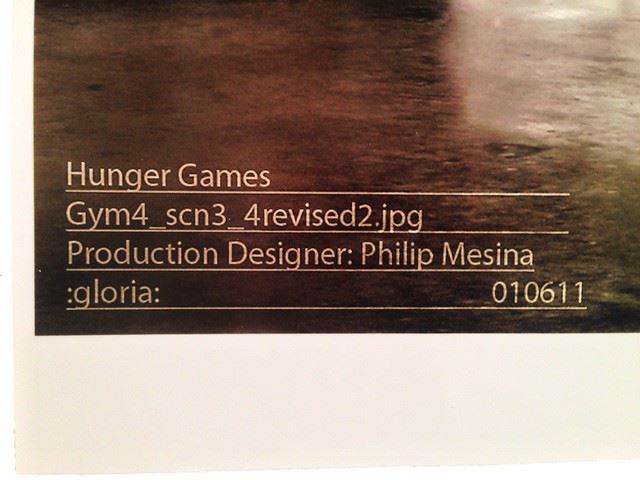 Hunger Games
Gym4_scn3_4revised2.jpg
Production Designer: Philip Mesina
:gloria: 010611